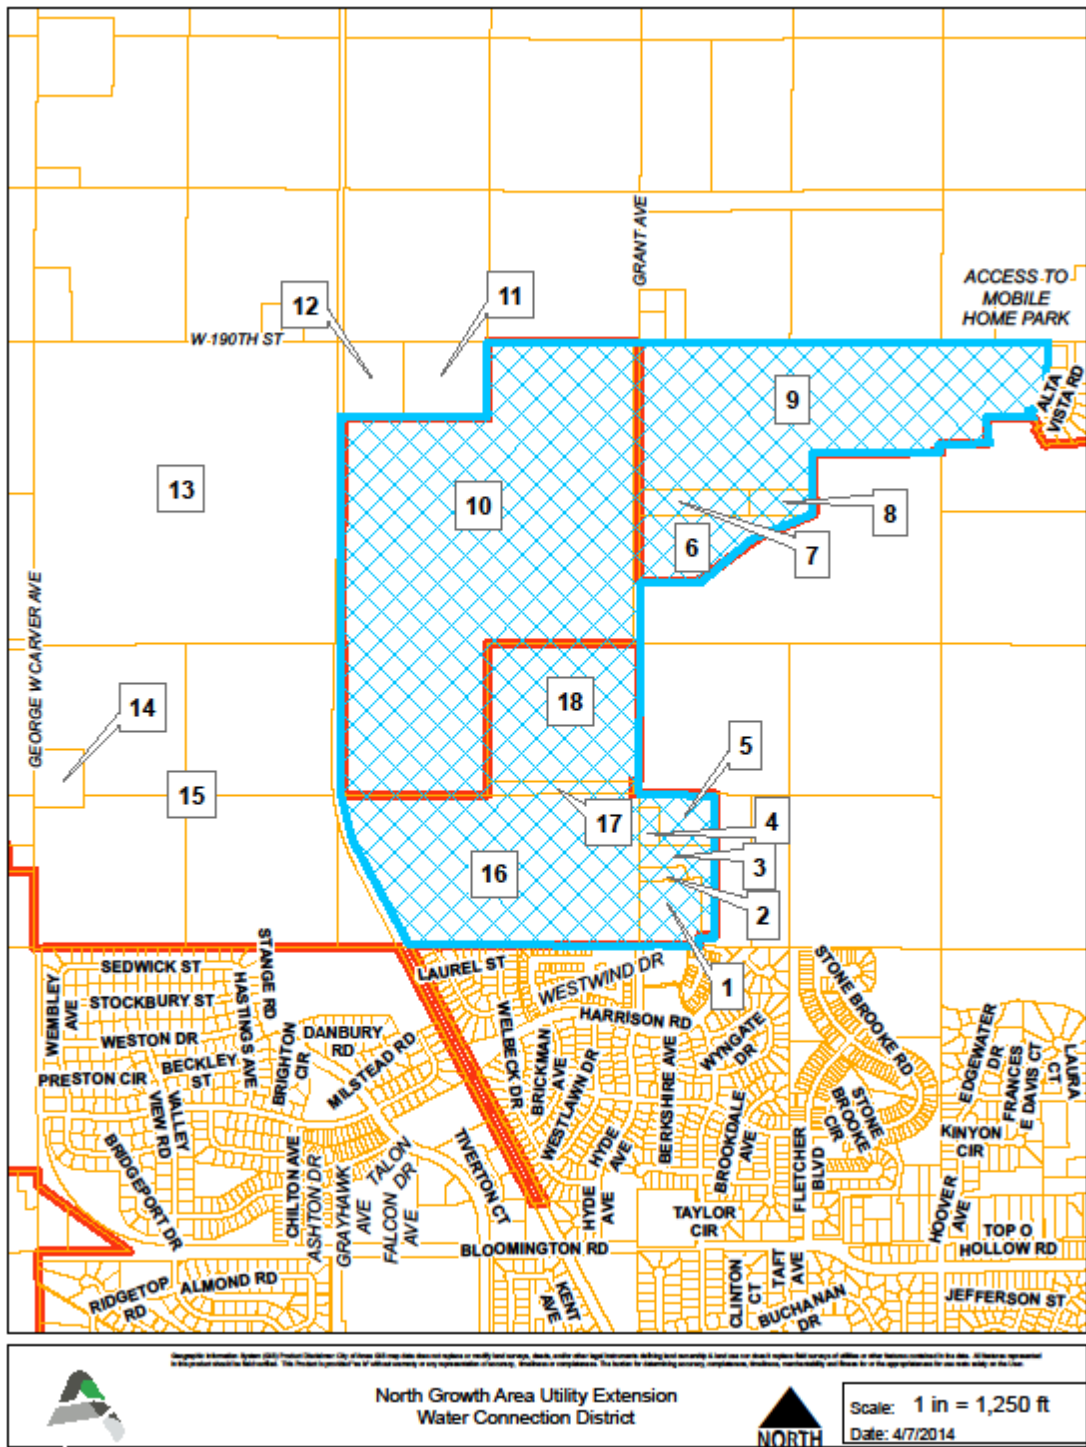 GRANT AVE
ACCESS TO
MOBILE
HOME PARK
12
11
W 190TH ST
ALTA
VISTA RD
9
13
10
8
7
6
GEORGE W CARVER AVE
14
18
5
15
17
4
3
16
2
1
SEDWICK ST
STANGE RD
LAUREL ST
WESTWIND DR
STONE BROOKE RD
WEMBLEY
AVE
STOCKBURY ST
HASTINGS AVE
WELBECK DR
HARRISON RD
WESTON DR
DANBURY
RD
WYNGATE
DR
EDGEWATER
DR
FRANCES
E DAVIS CT
LAURA
CT
BECKLEY
ST
BRIGHTON
CIR
MILSTEAD RD
BRICKMAN
AVE
PRESTON CIR
VALLEY
VIEW RD
WESTLAWN DR
BERKSHIRE AVE
STONE
BROOKE
CIR
HYDE
AVE
BROOKDALE
AVE
KINYON
CIR
BRIDGEPORT DR
CHILTON AVE
ASHTON DR
GRAYHAWK
AVE
TALON
DR
FALCON
AVE
TIVERTON CT
HYDE
AVE
FLETCHER
BLVD
HOOVER
AVE
TAYLOR
CIR
BLOOMINGTON RD
TOP O
HOLLOW RD
RIDGETOP
RD
ALMOND RD
KENT
AVE
CLINTON
CT
TAFT
AVE
BUCHANAN
DR
JEFFERSON ST
North Growth Area Utility Extension
Water Connection District
NORTH
Scale: 1 in = 1,250 ft
Date: 4/7/2014